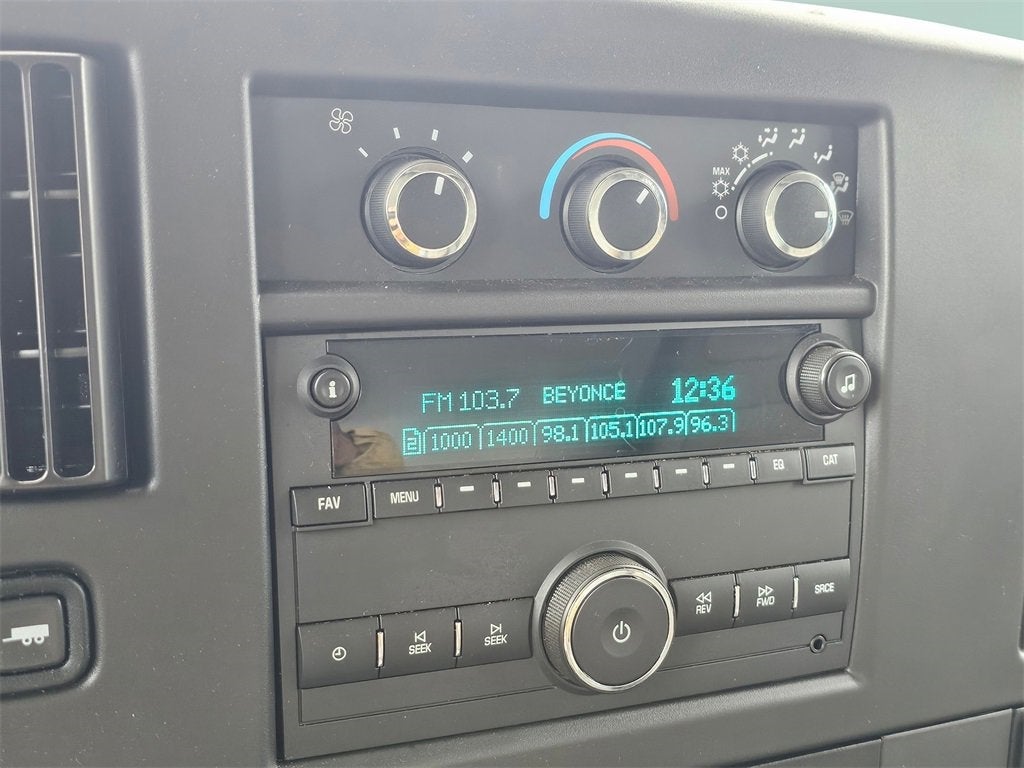 MAX
FM 103.7 BEYONCÉ 12:36
2 1000 1400 98.1 105.1 107.9 96.3
FAV MENU EQ CAT
SEEK SEEK REV FWD SRCE